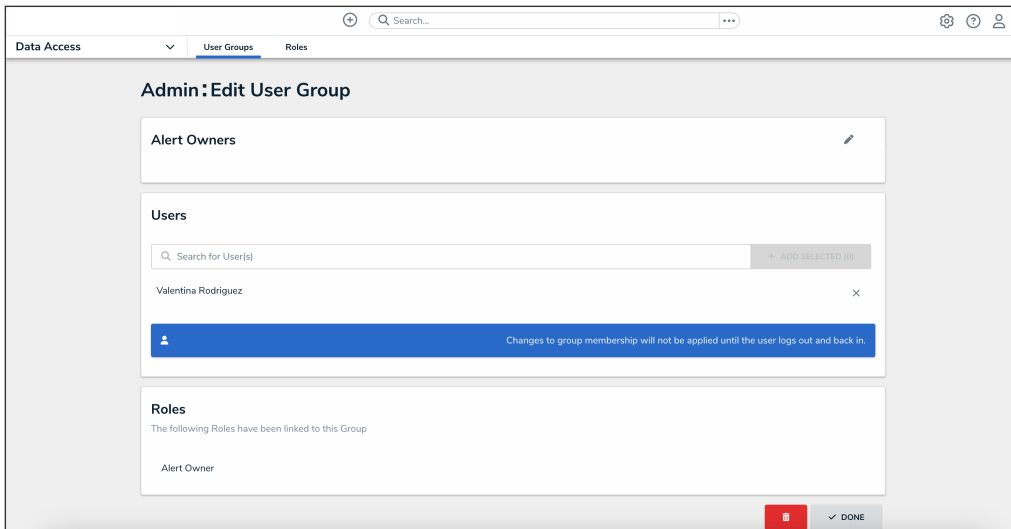 Search...
Data Access
User Groups
Roles
Admin:Edit User Group
Alert Owners
Users
Search for User(s)
+ ADD SELECTED (0)
Valentina Rodriguez
Changes to group membership will not be applied until the user logs out and back in.
Roles
The following Roles have been linked to this Group
Alert Owner
DONE